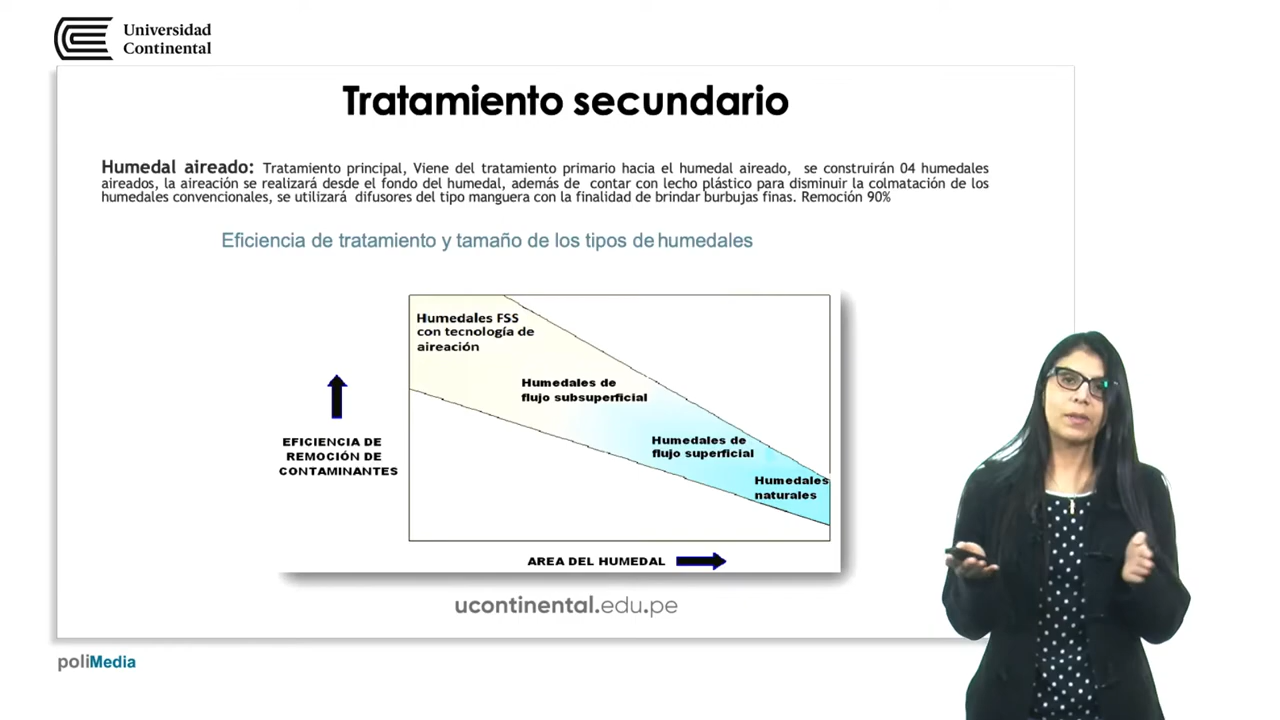 Universidad
Continental
Tratamiento secundario
Humedal aireado: Tratamiento principal, Viene del tratamiento primario hacia el humedal aireado, se construirán 04 humedales
aireados, la aireación se realizará desde el fondo del humedal, además de contar con lecho plástico para disminuir la colmatación de los
humedales convencionales, se utilizará difusores del tipo manguera con la finalidad de brindar burbujas finas. Remoción 90%
Eficiencia de tratamiento y tamaño de los tipos de humedales
Humedales FSS
con tecnología de
aireación
Humedales de
flujo subsuperficial
Humedales de
flujo superficial
Humedales
naturales
EFICIENCIA DE
REMOCIÓN DE
CONTAMINANTES
AREA DEL HUMEDAL
ucontinental.edu.pe
poliMedia